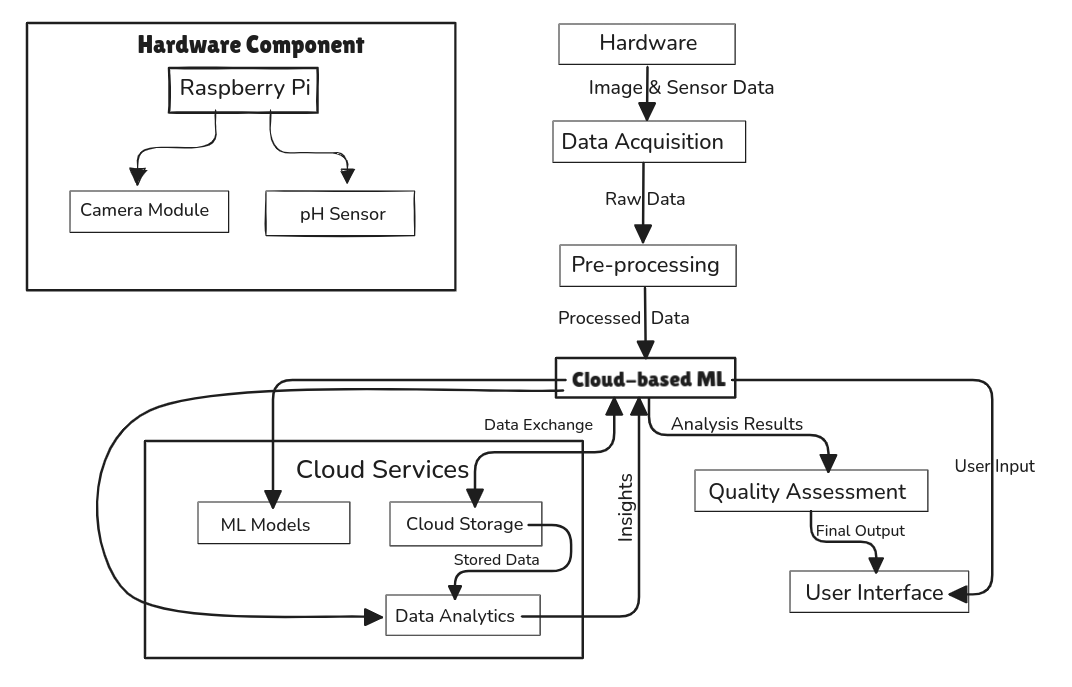 Hardware Component
Raspberry Pi
Camera Module
pH Sensor
Hardware
Image & Sensor Data
Data Acquisition
Raw Data
Pre-processing
Processed Data
Cloud-based ML
Data Exchange
Analysis Results
Cloud Services
User Input
Insights
Quality Assessment
ML Models
Cloud Storage
Final Output
Stored Data
User Interface
Data Analytics